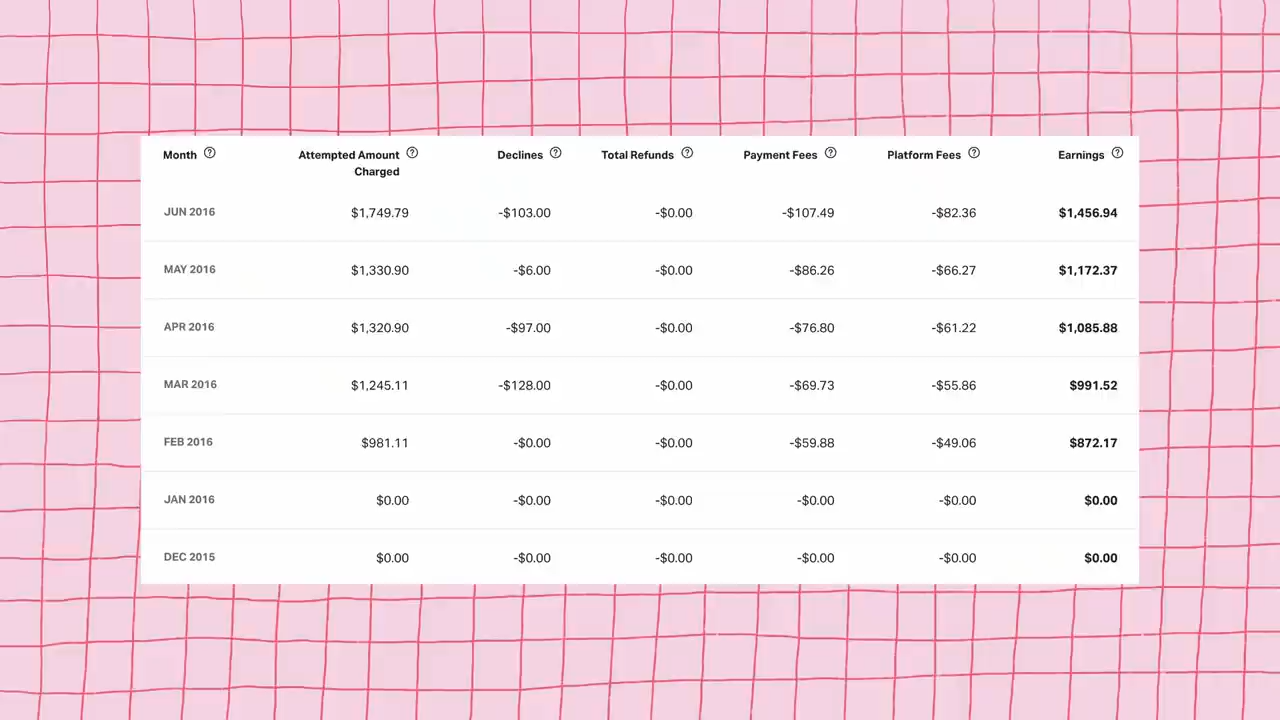 Month Attempted Amount Declines Total Refunds Payment Fees Platform Fees Earnings
Charged
JUN 2016 $1,749.79 -$103.00 -$0.00 -$107.49 -$82.36 $1,456.94
MAY 2016 $1,330.90 -$6.00 -$0.00 -$86.26 -$66.27 $1,172.37
APR 2016 $1,320.90 -$97.00 -$0.00 -$76.80 -$61.22 $1,085.88
MAR 2016 $1,245.11 -$128.00 -$0.00 -$69.73 -$55.86 $991.52
FEB 2016 $981.11 -$0.00 -$0.00 -$59.88 -$49.06 $872.17
JAN 2016 $0.00 -$0.00 -$0.00 -$0.00 -$0.00 $0.00
DEC 2015 $0.00 -$0.00 -$0.00 -$0.00 -$0.00 $0.00